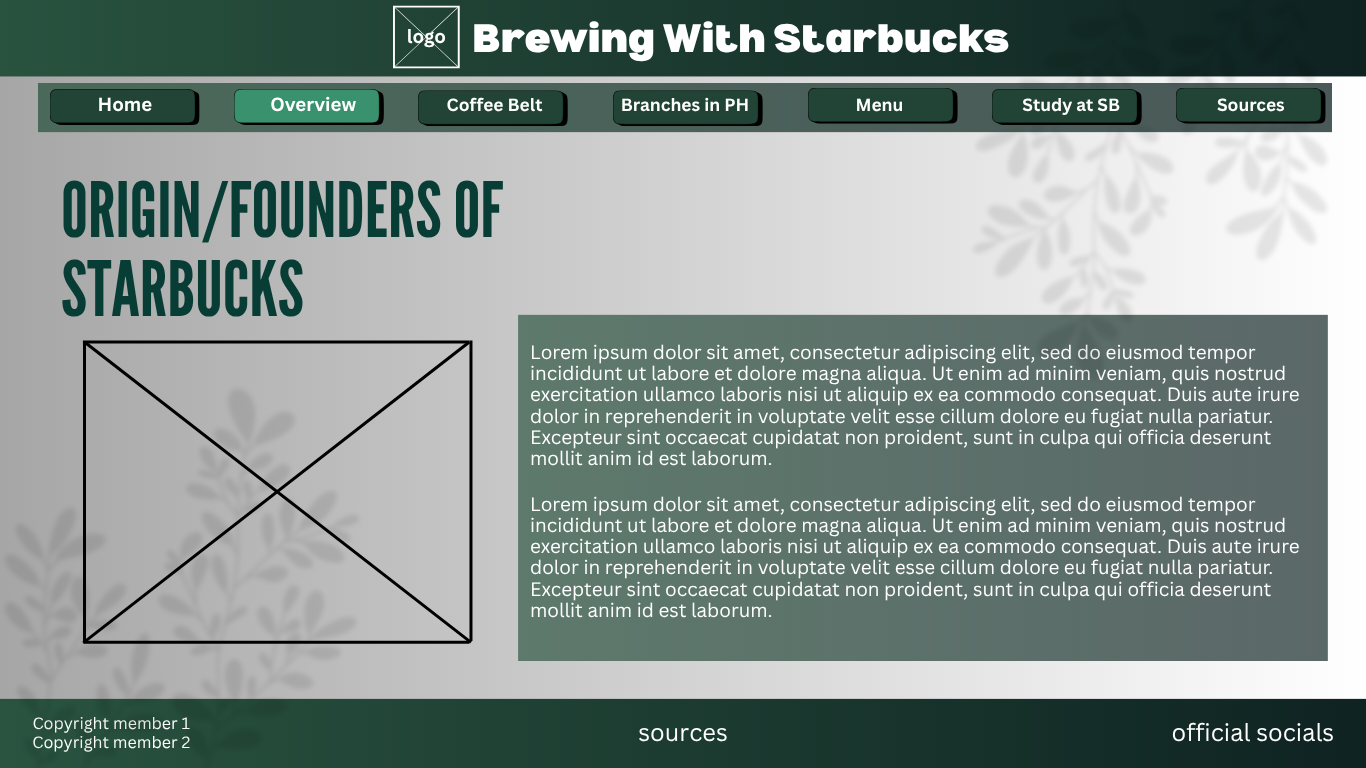 logo
Brewing With Starbucks
Home
Overview
Coffee Belt
Branches in PH
Menu
Study at SB
Sources
ORIGIN/FOUNDERS OF
STARBUCKS
Lorem ipsum dolor sit amet, consectetur adipiscing elit, sed do eiusmod tempor
incididunt ut labore et dolore magna aliqua. Ut enim ad minim veniam, quis nostrud
exercitation ullamco laboris nisi ut aliquip ex ea commodo consequat. Duis aute irure
dolor in reprehenderit in voluptate velit esse cillum dolore eu fugiat nulla pariatur.
Excepteur sint occaecat cupidatat non proident, sunt in culpa qui officia deserunt
mollit anim id est laborum.
Lorem ipsum dolor sit amet, consectetur adipiscing elit, sed do eiusmod tempor
incididunt ut labore et dolore magna aliqua. Ut enim ad minim veniam, quis nostrud
exercitation ullamco laboris nisi ut aliquip ex ea commodo consequat. Duis aute irure
dolor in reprehenderit in voluptate velit esse cillum dolore eu fugiat nulla pariatur.
Excepteur sint occaecat cupidatat non proident, sunt in culpa qui officia deserunt
mollit anim id est laborum.
Copyright member 1
Copyright member 2
sources
official socials